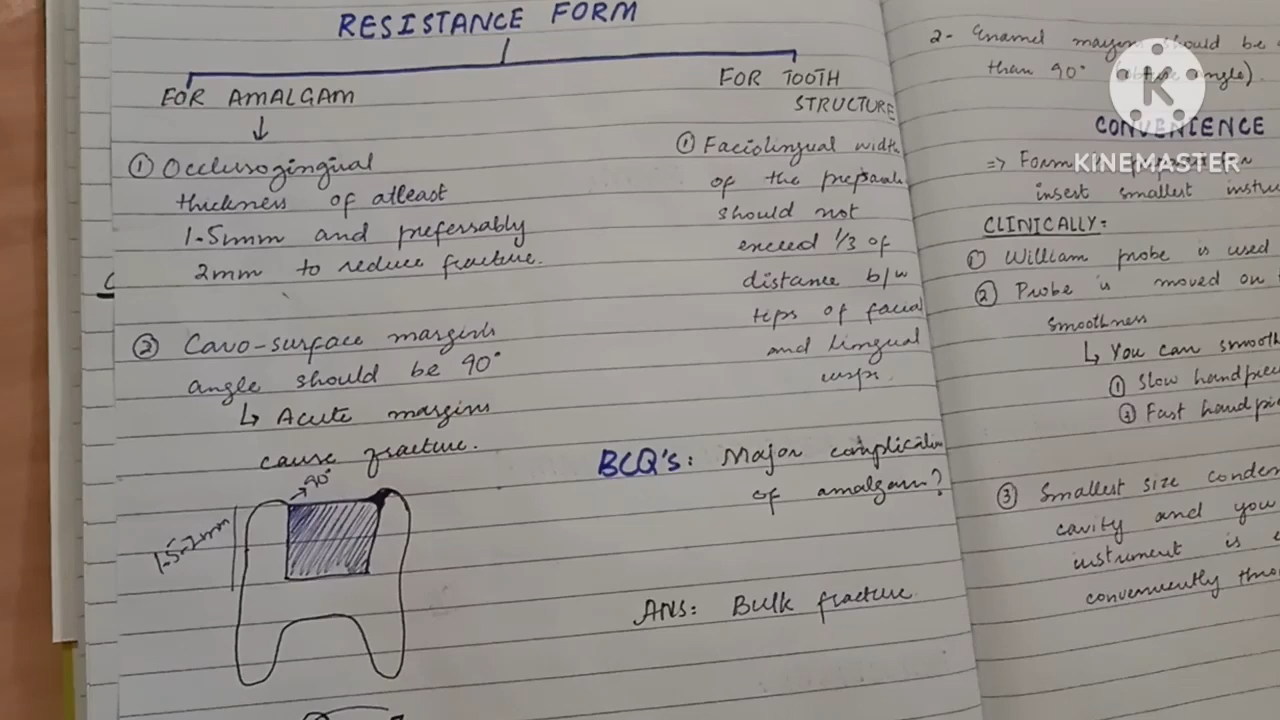 RESISTANCE FORM
FOR AMALGAM
① Occlusogingival
thickness of atleast
1.5mm and preferrably
2mm to reduce fracture.
② Cavo-surface margins
angle should be 90°
↳ Acute margins
cause fracture.
90°
1.5-2mm
FOR TOOTH
STRUCTURE
① Faciolingual width
of the
should not
exceed 1/3 of
distance b/w
tips of facial
and lingual
cusps.
BCQ's: Major complication
of amalgam?
ANS: Bulk fracture
2- Enamel margin should be
than 90° angle).
CONVENIENCE
=> Form
insert smallest
CLINICALLY:
① William probe is used
② Probe is moved on
smoothness
↳ You can smooth
① Slow handpiece
② Fast
③ Smallest size
cavity and you
instrument is
conveniently
K
KINEMASTER